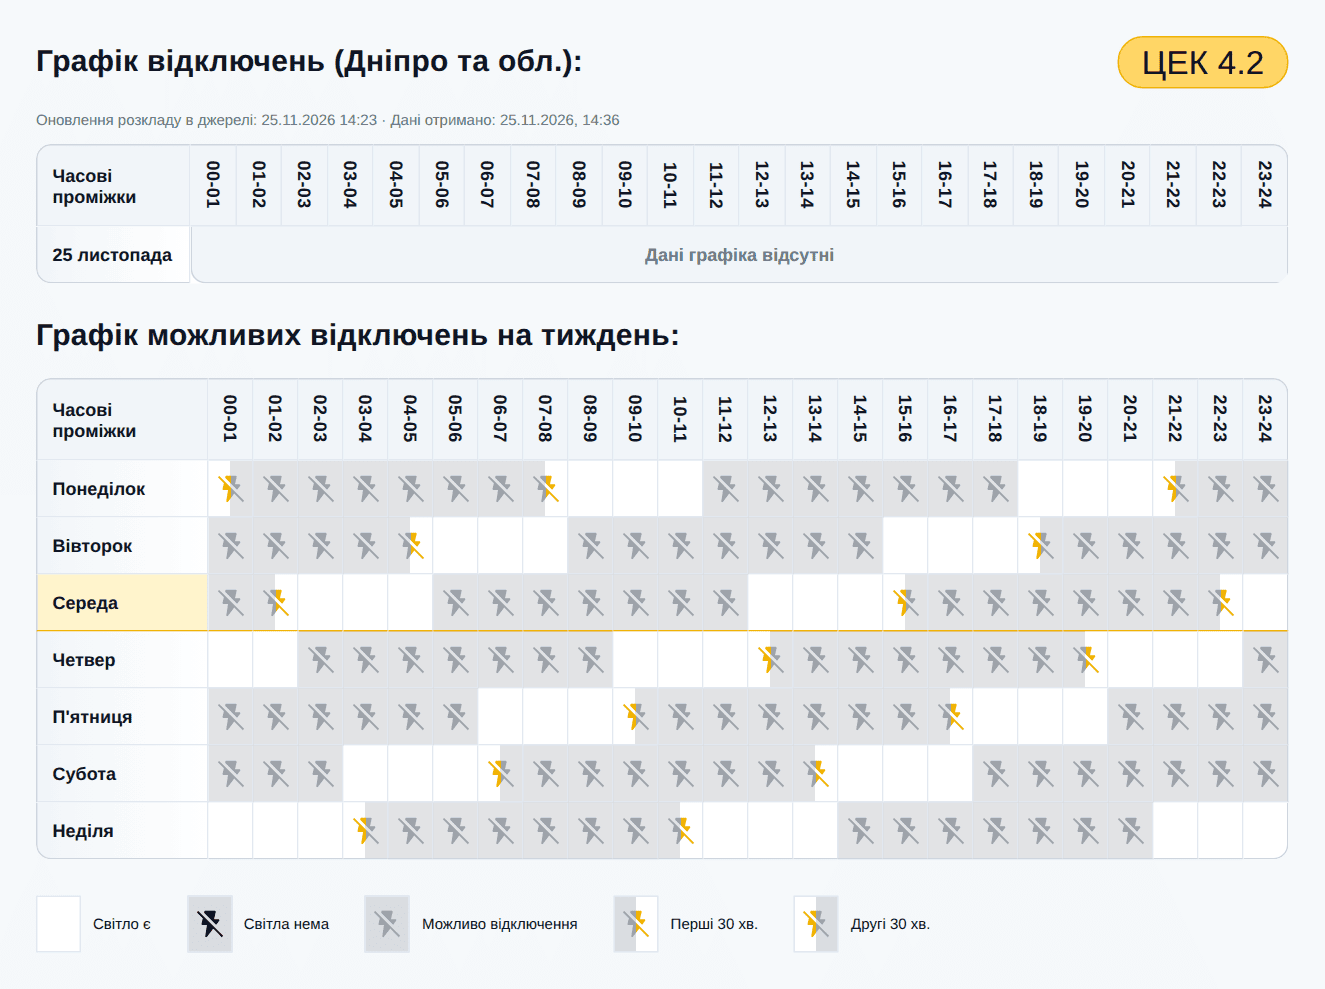 Графік відключень (Дніпро та обл.):
ЦЕК 4.2
Оновлення розкладу в джерелі: 25.11.2026 14:23 · Дані отримано: 25.11.2026, 14:36
Часові проміжки 00-01 01-02 02-03 03-04 04-05 05-06 06-07 07-08 08-09 09-10 10-11 11-12 12-13 13-14 14-15 15-16 16-17 17-18 18-19 19-20 20-21 21-22 22-23 23-24
25 листопада Дані графіка відсутні
Графік можливих відключень на тиждень:
Часові проміжки 00-01 01-02 02-03 03-04 04-05 05-06 06-07 07-08 08-09 09-10 10-11 11-12 12-13 13-14 14-15 15-16 16-17 17-18 18-19 19-20 20-21 21-22 22-23 23-24
Понеділок
Вівторок
Середа
Четвер
П'ятниця
Субота
Неділя
Світло є Світла нема Можливо відключення Перші 30 хв. Другі 30 хв.